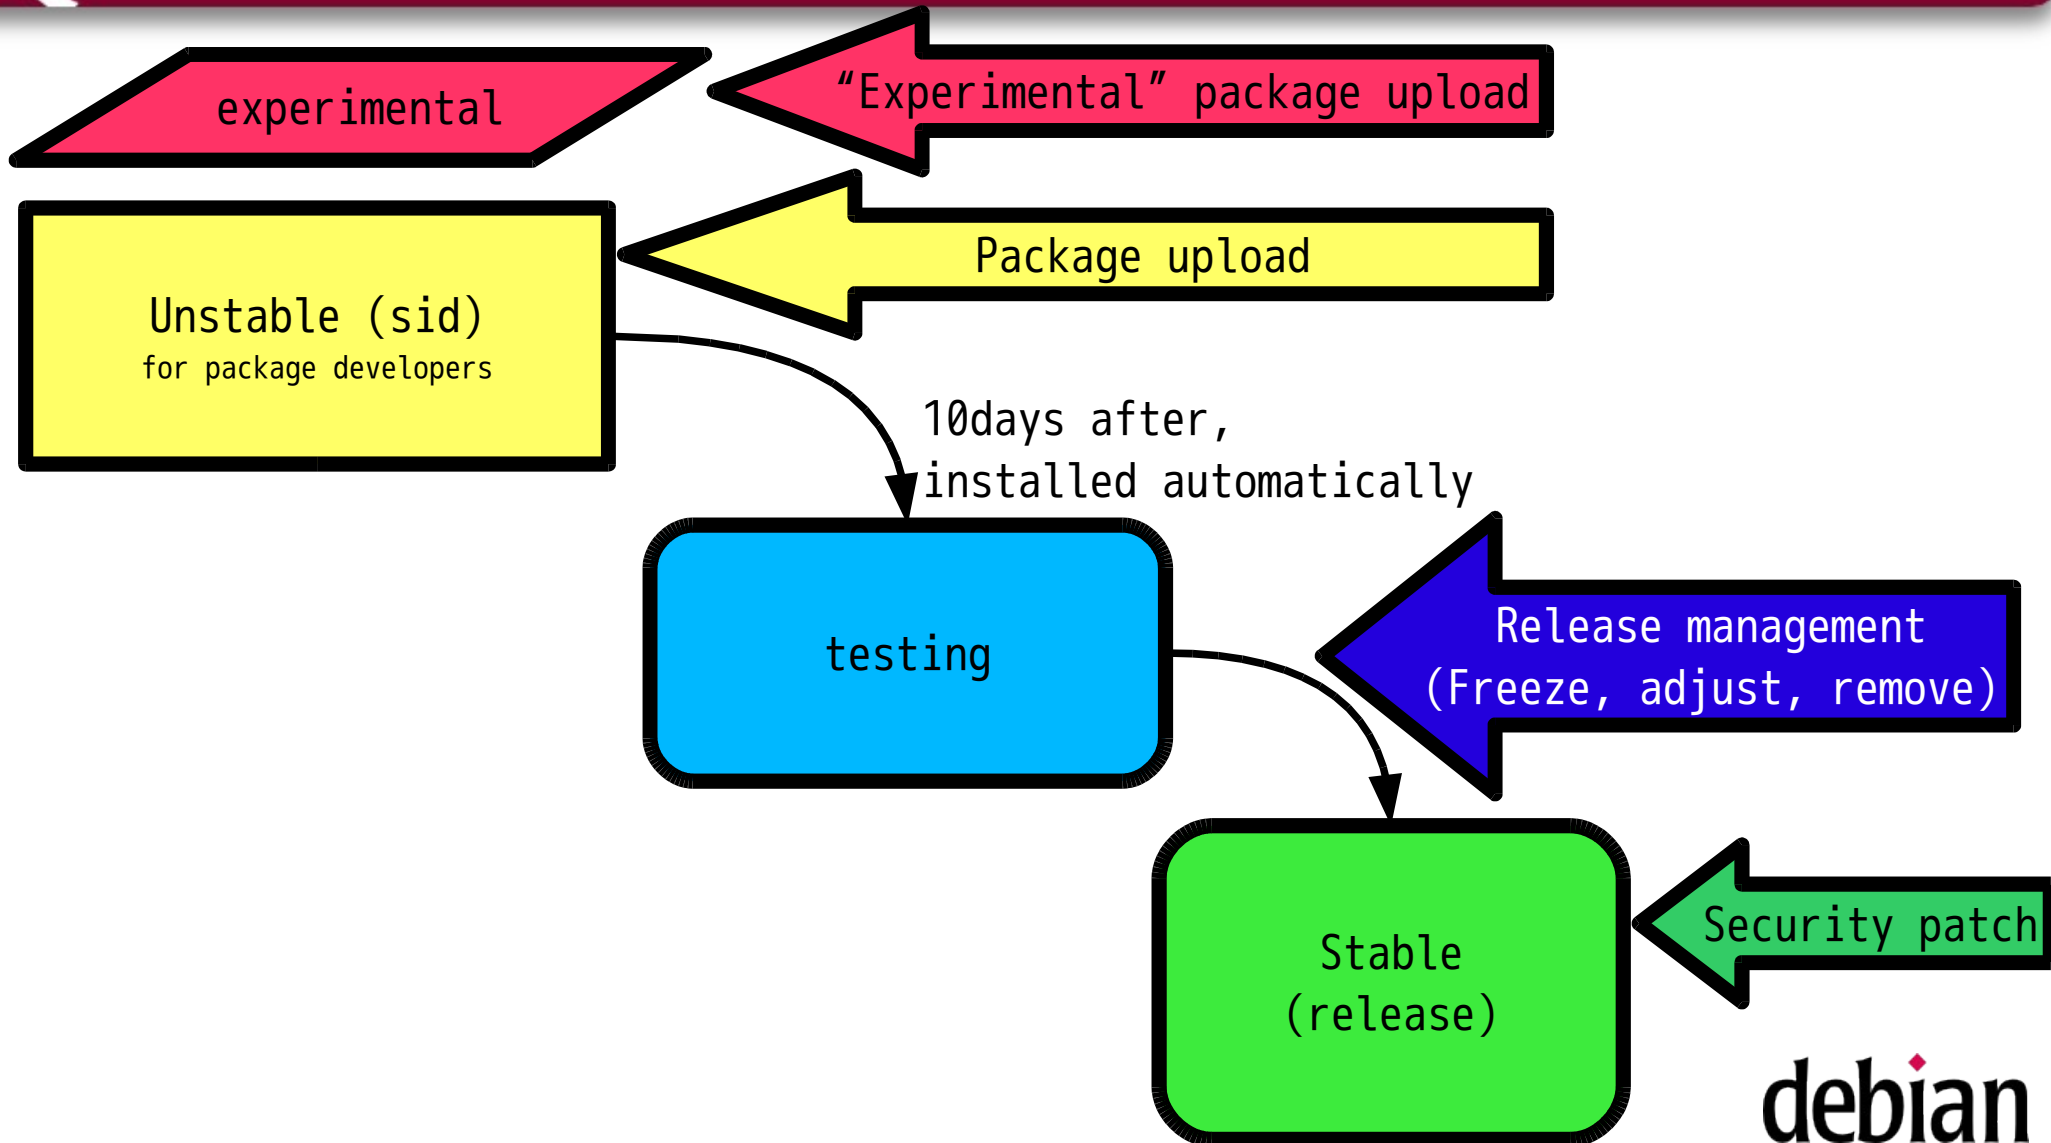 experimental
“Experimental” package upload
Package upload
Unstable (sid)
for package developers
10days after,
installed automatically
testing
Release management
(Freeze, adjust, remove)
Security patch
Stable
(release)
debian